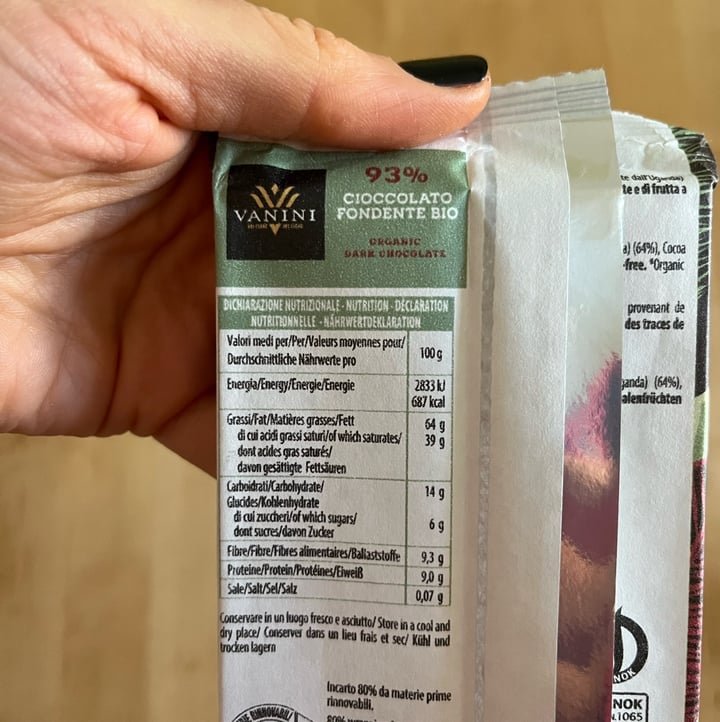 VANINI
93%
CIOCCOLATO
FONDENTE BIO
ORGANIC
DARK CHOCOLATE
DICHIARAZIONE NUTRIZIONALE - NUTRITION - DÉCLARATION
NUTRITIONNELLE - NÄHRWERTDEKLARATION
Valori medi per/Per/Valeurs moyennes pour/
Durchschnittliche Nährwerte pro
100 g
Energia/Energy/Energie/Energie
2833 kJ
687 kcal
Grassi/Fat/Matières grasses/Fett
64 g
di cui acidi grassi saturi/of which saturates/
39 g
dont acides gras saturés/
davon gesättigte Fettsäuren
Carboidrati/Carbohydrate/
14 g
Glucides/Kohlenhydrate
di cui zuccheri/of which sugars/
6 g
dont sucres/davon Zucker
Fibre/Fibre/Fibres alimentaires/Ballaststoffe
9,3 g
Proteine/Protein/Protéines/Eiweiß
9,0 g
Sale/Salt/Sel/Salz
0,07 g
Conservare in un luogo fresco e asciutto/ Store in a cool and
dry place/ Conserver dans un lieu frais et sec/ Kühl und
trocken lagern
Incarto 80% da materie prime
rinnovabili,
te e di frutta a
(64%), Cocoa
-free. *Organic
provenant de
des traces de
(64%),
NOK
1065